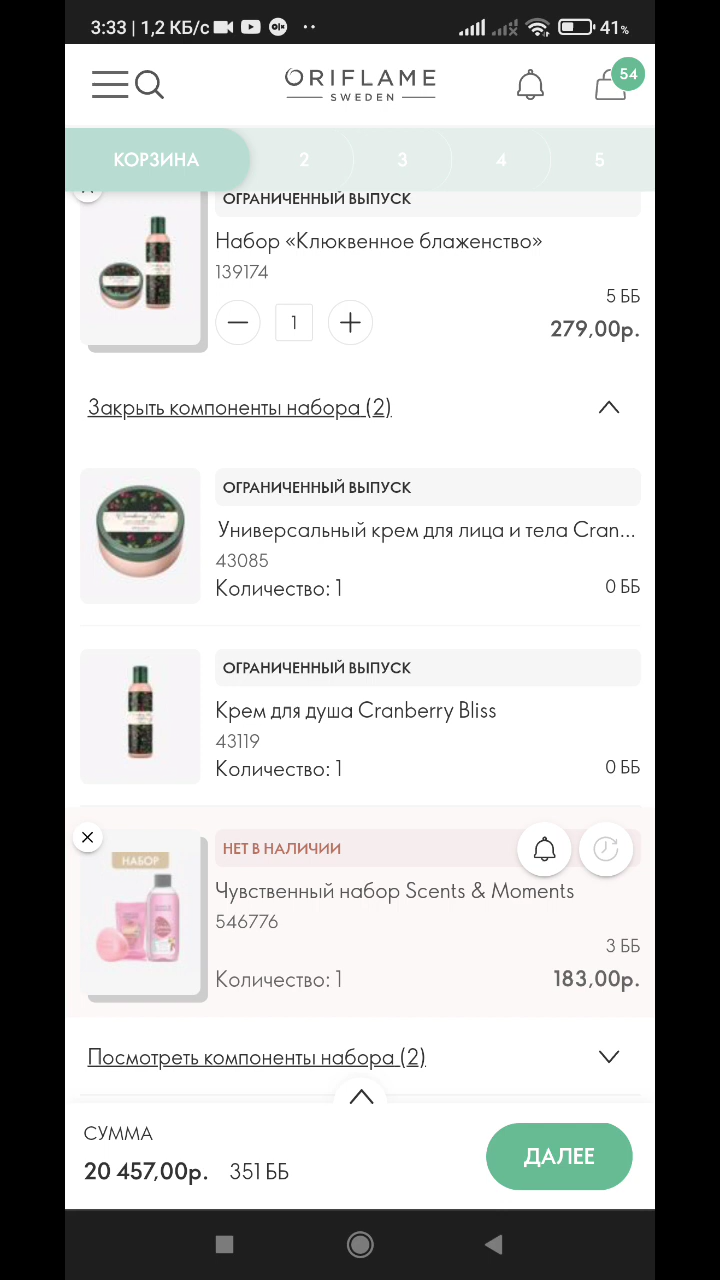 3:33 | 1,2 КБ/с
41%
ORIFLAME
SWEDEN
54
КОРЗИНА
2
3
4
5
ОГРАНИЧЕННЫЙ ВЫПУСК
Набор «Клюквенное блаженство»
139174
5 ББ
1
279,00р.
Закрыть компоненты набора (2)
ОГРАНИЧЕННЫЙ ВЫПУСК
Универсальный крем для лица и тела Cran...
43085
Количество: 1
0 ББ
ОГРАНИЧЕННЫЙ ВЫПУСК
Крем для душа Cranberry Bliss
43119
Количество: 1
0 ББ
НАБОР
НЕТ В НАЛИЧИИ
Чувственный набор Scents & Moments
546776
3 ББ
Количество: 1
183,00р.
Посмотреть компоненты набора (2)
СУММА
20 457,00р. 351 ББ
ДАЛЕЕ